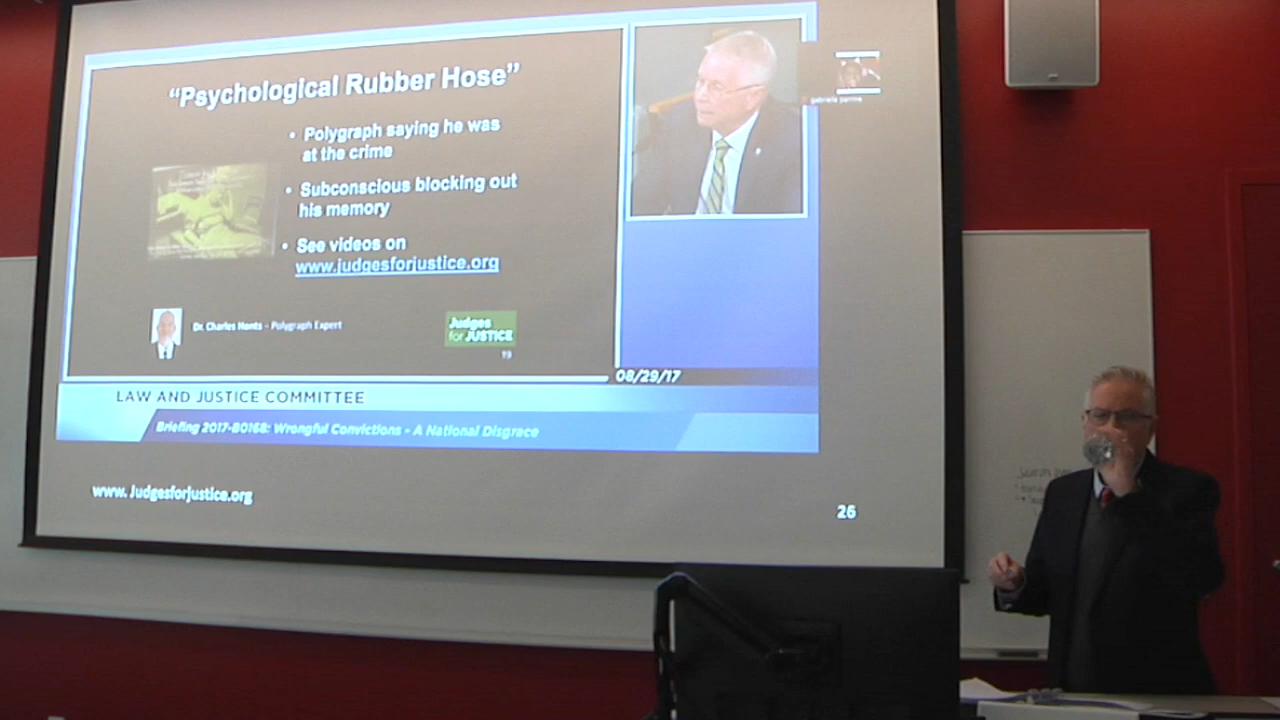 “Psychological Rubber Hose”
• Polygraph saying he was
at the crime
• Subconscious blocking out
his memory
• See videos on
www.judgesforjustice.org
Dr. Charles Honts - Polygraph Expert
Judges
for JUSTICE
19
08/29/17
LAW AND JUSTICE COMMITTEE
Briefing 2017-B0168: Wrongful Convictions - A National Disgrace
www. Judgesforjustice.org
26